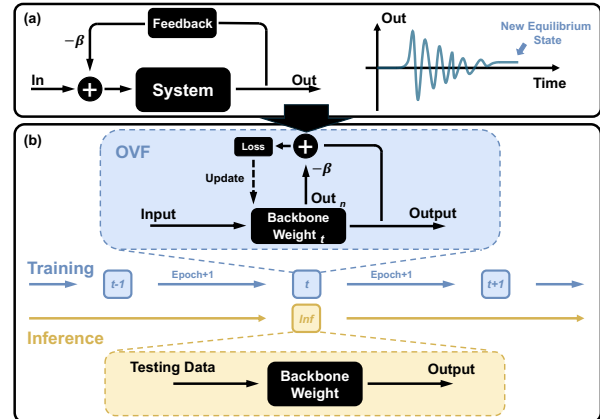 (a)
Feedback
−β
In
+
System
Out
Out
New Equilibrium
State
Time
(b)
OVF
Loss
+
−β
Update
Out n
Input
Backbone
Weight t
Output
Training
t-1
Epoch+1
t
Epoch+1
t+1
Inf
Inference
Testing Data
Backbone
Weight
Output